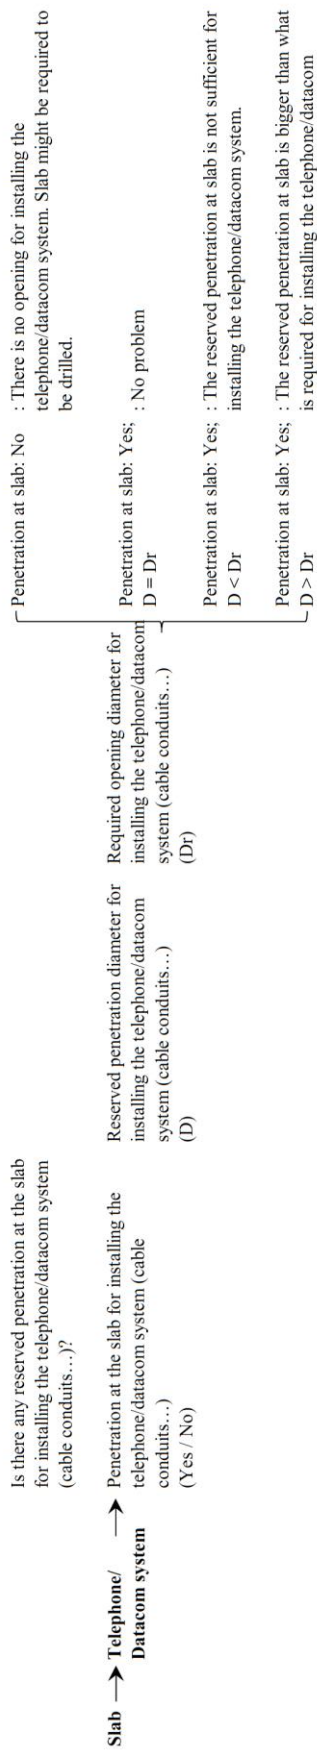 Is there any reserved penetration at the slab
for installing the telephone/datacom system
(cable conduits…)?
Slab
Telephone/
Datacom system
Penetration at the slab for installing the
telephone/datacom system (cable
conduits…)
(Yes / No)
Reserved penetration diameter for
installing the telephone/datacom
system (cable conduits…)
(D)
Required opening diameter for
installing the telephone/datacom
system (cable conduits…)
(Dr)
Penetration at slab: No : There is no opening for installing the
telephone/datacom system. Slab might be required to
be drilled.
Penetration at slab: Yes;
D = Dr : No problem
Penetration at slab: Yes; : The reserved penetration at slab is not sufficient for
D < Dr installing the telephone/datacom system.
Penetration at slab: Yes; : The reserved penetration at slab is bigger than what
D > Dr is required for installing the telephone/datacom